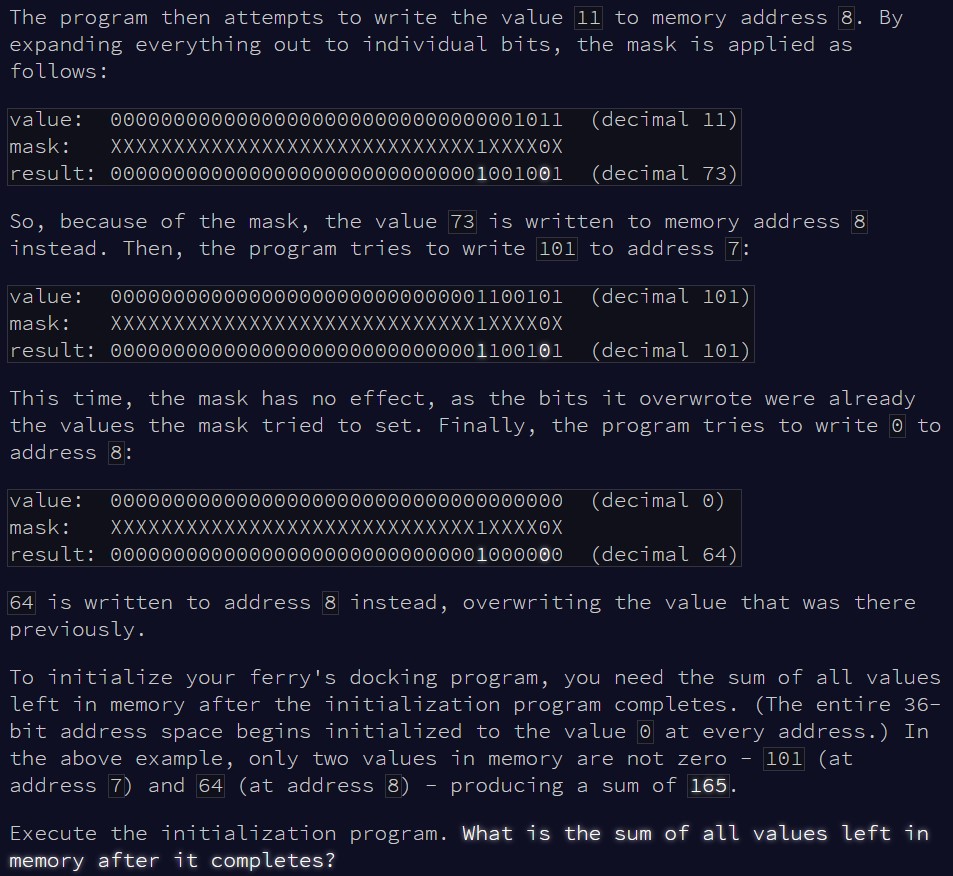 The program then attempts to write the value 11 to memory address 8. By
expanding everything out to individual bits, the mask is applied as
follows:
value:  000000000000000000000000000000001011  (decimal 11)
mask:   XXXXXXXXXXXXXXXXXXXXXXXXXXXXX1XXXX0X
result: 000000000000000000000000000001001001  (decimal 73)
So, because of the mask, the value 73 is written to memory address 8
instead. Then, the program tries to write 101 to address 7:
value:  000000000000000000000000000001100101  (decimal 101)
mask:   XXXXXXXXXXXXXXXXXXXXXXXXXXXXX1XXXX0X
result: 000000000000000000000000000001100101  (decimal 101)
This time, the mask has no effect, as the bits it overwrote were already
the values the mask tried to set. Finally, the program tries to write 0 to
address 8:
value:  000000000000000000000000000000000000  (decimal 0)
mask:   XXXXXXXXXXXXXXXXXXXXXXXXXXXXX1XXXX0X
result: 000000000000000000000000000001000000  (decimal 64)
64 is written to address 8 instead, overwriting the value that was there
previously.
To initialize your ferry's docking program, you need the sum of all values
left in memory after the initialization program completes. (The entire 36-
bit address space begins initialized to the value 0 at every address.) In
the above example, only two values in memory are not zero - 101 (at
address 7) and 64 (at address 8) - producing a sum of 165.
Execute the initialization program. What is the sum of all values left in
memory after it completes?